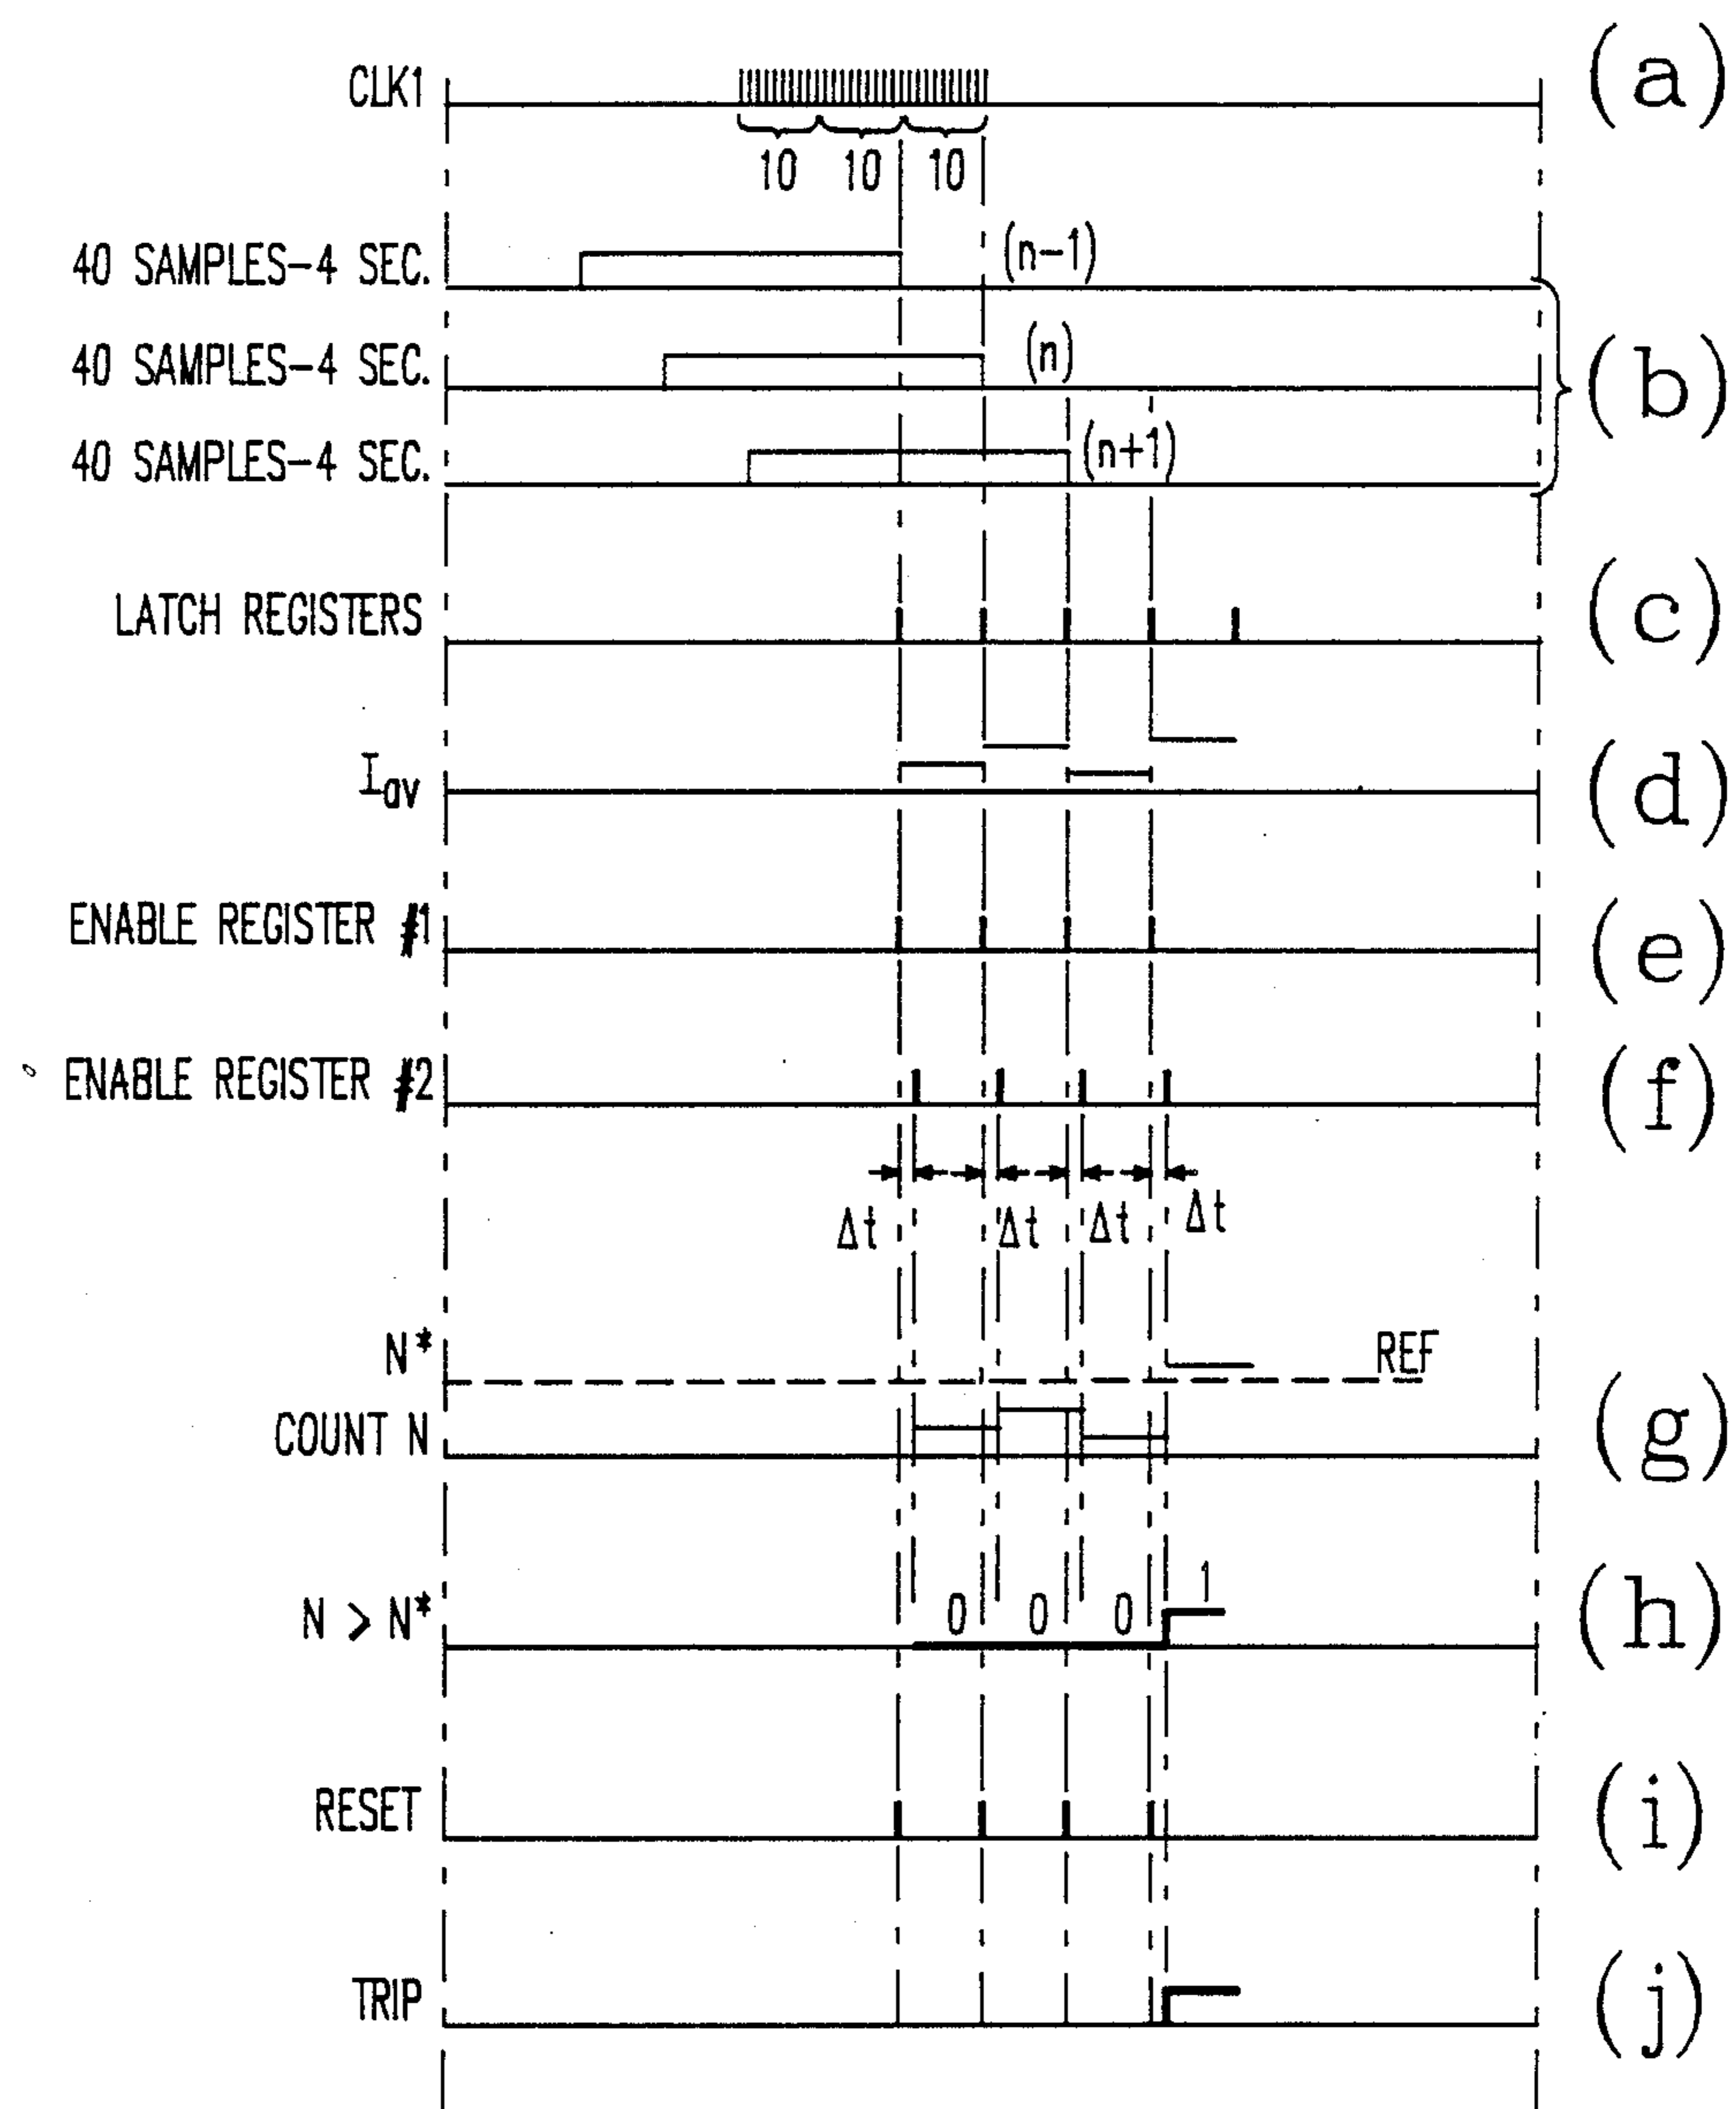 CLK1 (a)
10 10 10
40 SAMPLES-4 SEC. (n-1)
40 SAMPLES-4 SEC. (n) (b)
40 SAMPLES-4 SEC. (n+1)
LATCH REGISTERS (c)
Iav (d)
ENABLE REGISTER #1 (e)
ENABLE REGISTER #2 (f)
Δt Δt Δt Δt
N* REF
COUNT N (g)
0 0 0 1
N > N* (h)
RESET (i)
TRIP (j)